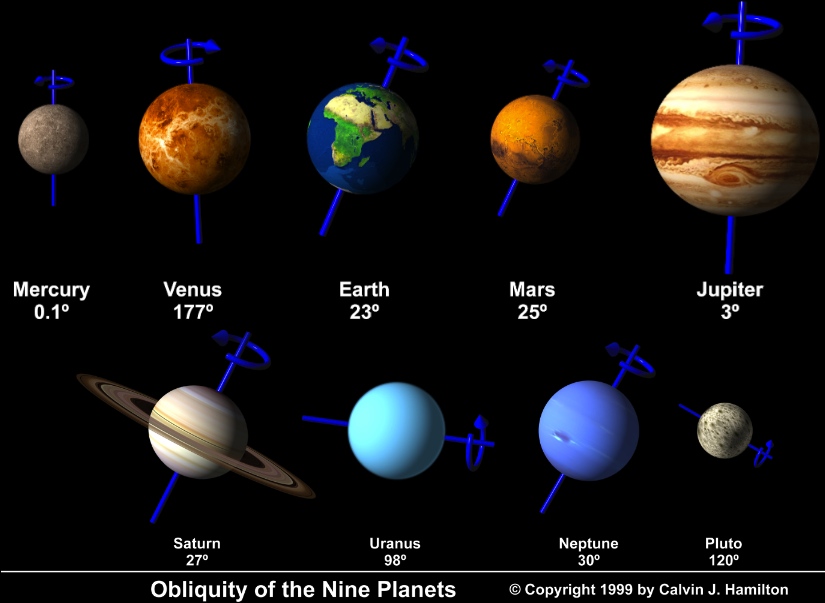 Mercury
0.1º
Venus
177º
Earth
23º
Mars
25º
Jupiter
3º
Saturn
27º
Uranus
98º
Neptune
30º
Pluto
120º
Obliquity of the Nine Planets
© Copyright 1999 by Calvin J. Hamilton